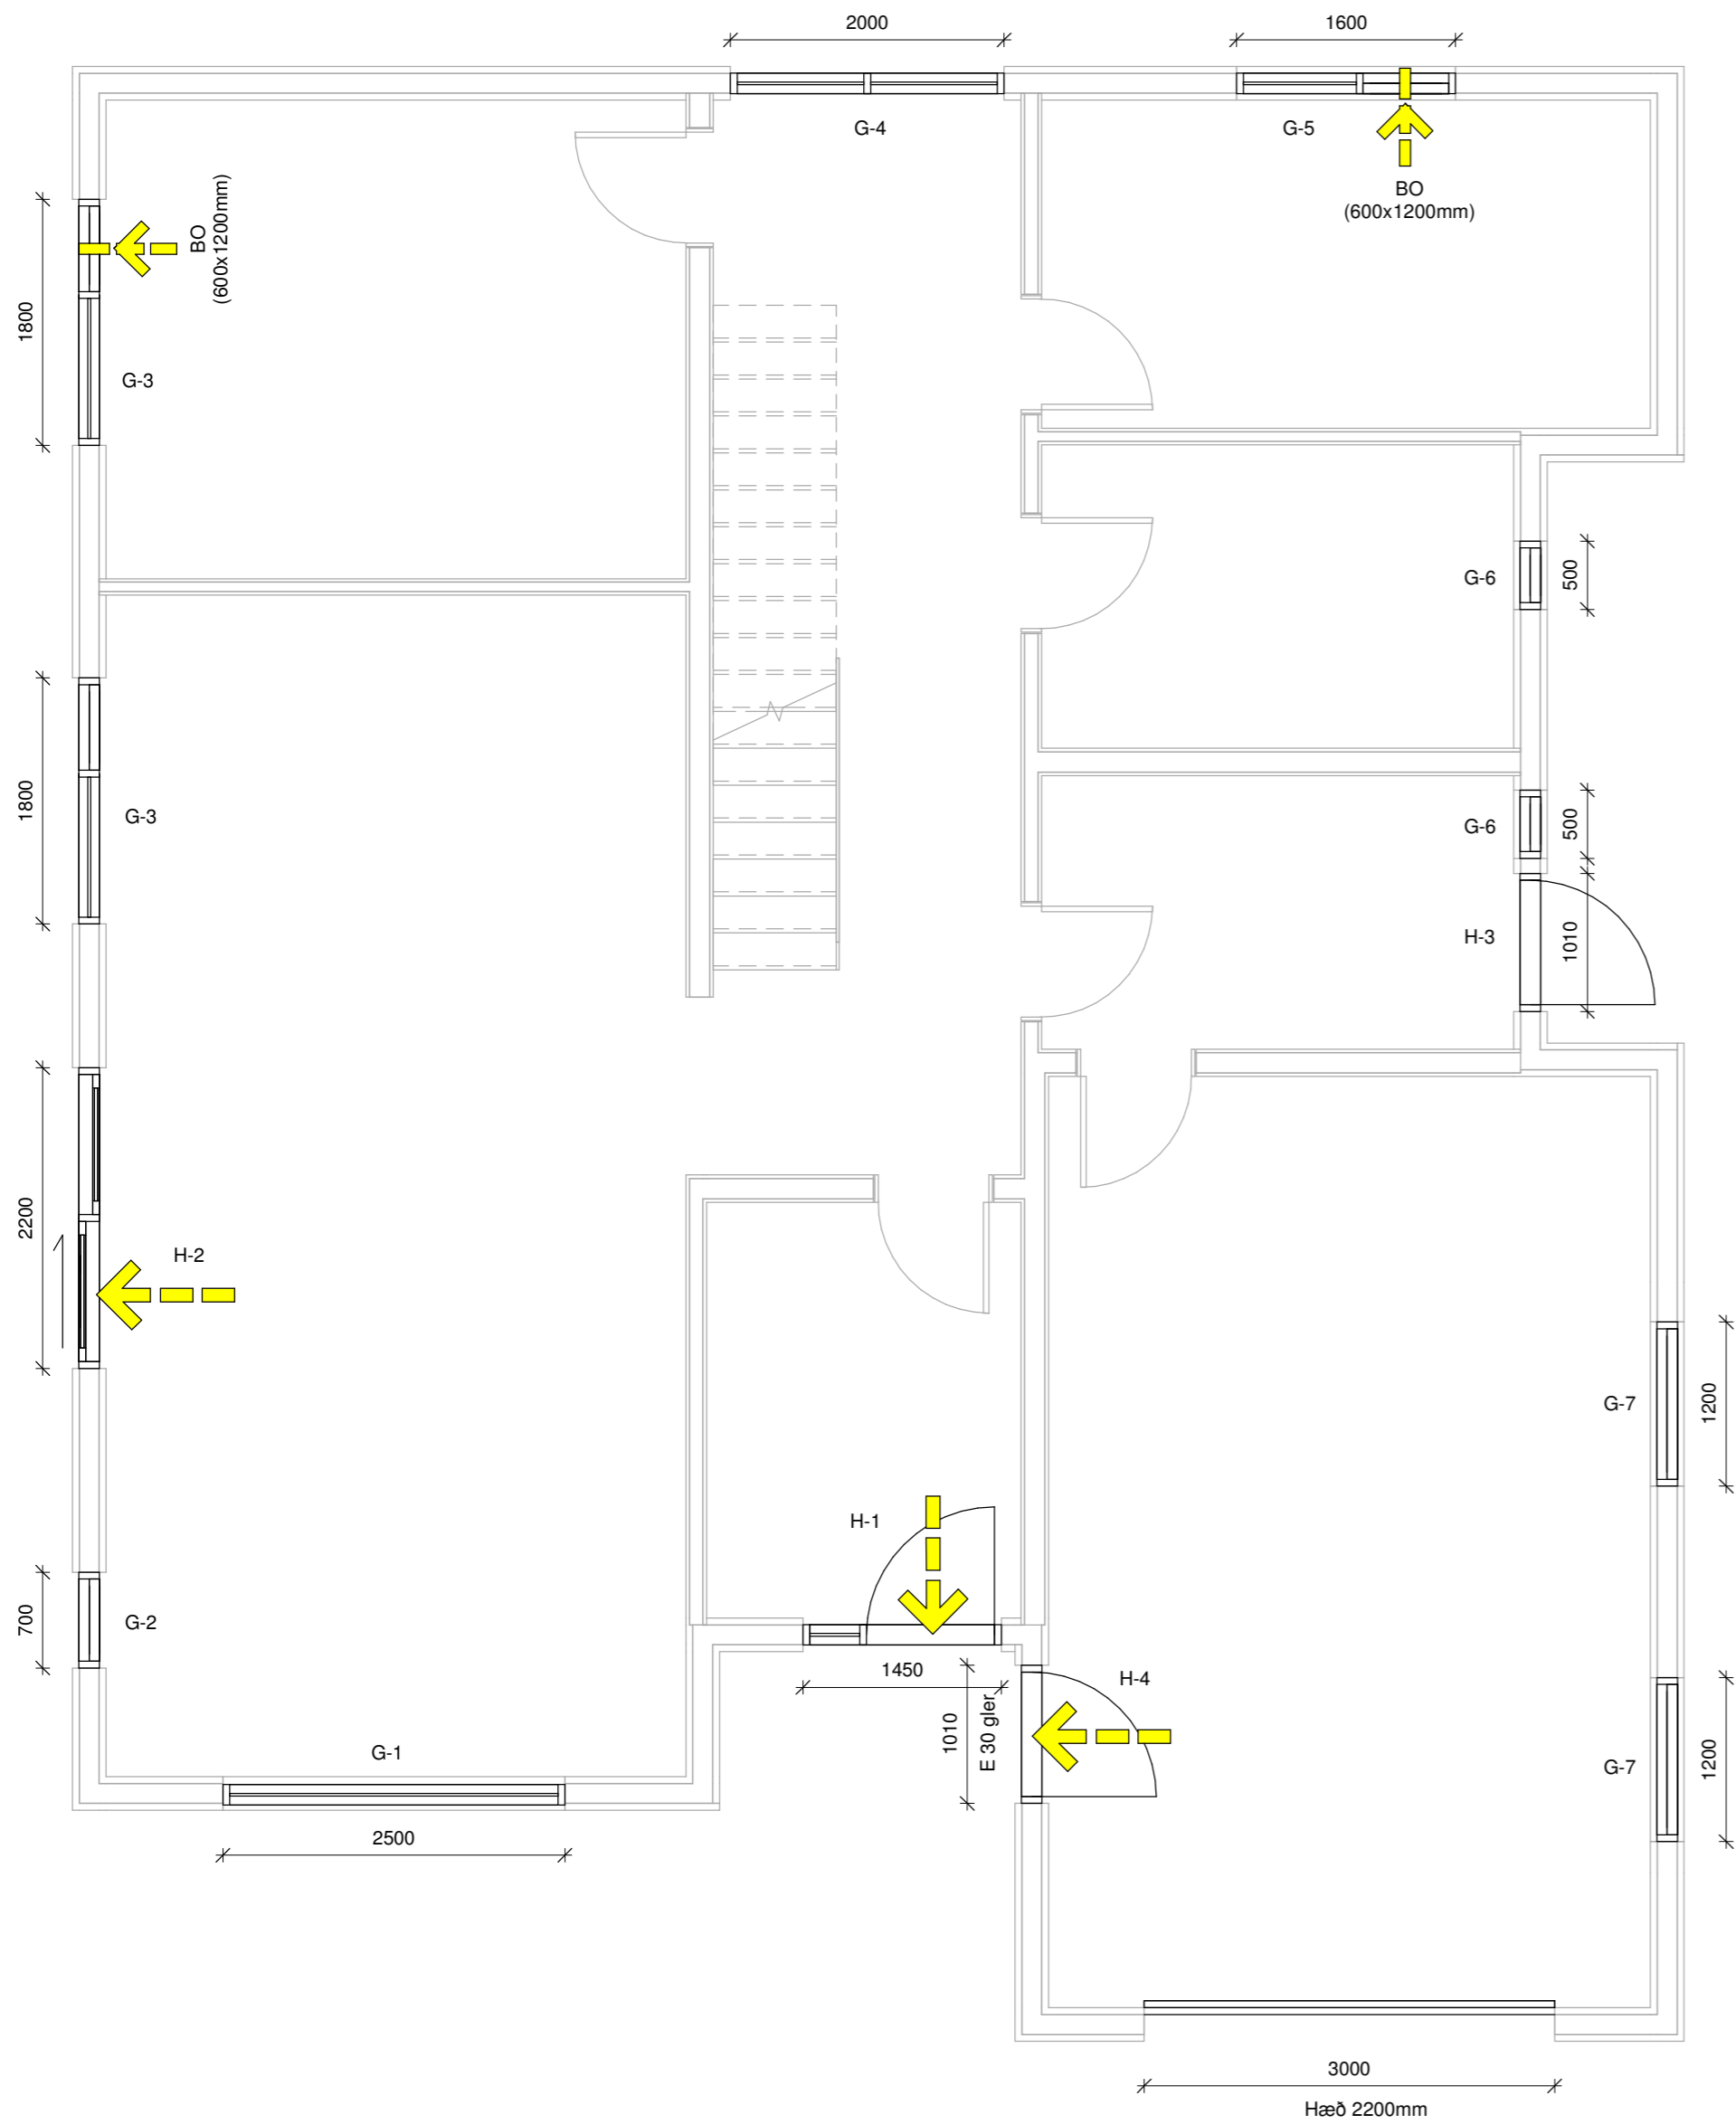 2000
1600
G-4
G-5
BO
(600x1200mm)
BO
(600x1200mm)
1800
G-3
G-6
500
1800
G-3
G-6
500
H-3
1010
2200
H-2
G-7
1200
H-1
700
G-2
1450
1010
E 30 gler
H-4
G-1
G-7
1200
2500
3000
Hæð 2200mm